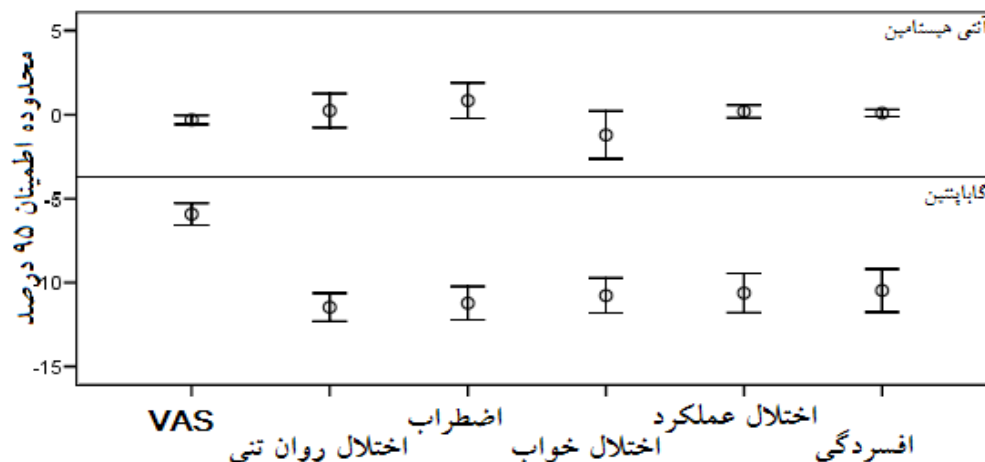 محدوده اطمینان ۹۵ درصد
5
آنتی هیستامین
0
-5
گاباپنتین
-10
-15
VAS
اختلال روان تنی
اضطراب
اختلال خواب
اختلال عملکرد
افسردگی